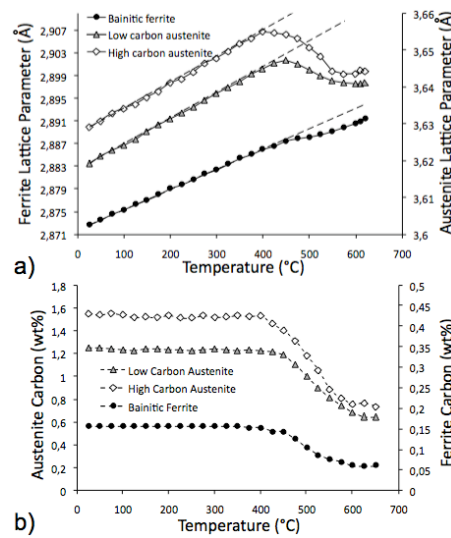 Bainitic ferrite
Low carbon austenite
High carbon austenite
Ferrite Lattice Parameter (2,Å)
2,907
2,903
2,899
2,895
2,891
2,887
2,883
2,879
2,875
2,871
Austenite Lattice Parameter (Å)
3,66
3,65
3,64
3,63
3,62
3,61
3,6
0 100 200 300 400 500 600 700
Temperature (°C)
a)
Austenite Carbon (wt%)
1,8
1,6
1,4
1,2
1
0,8
0,6
0,4
0,2
0
Low Carbon Austenite
High Carbon Austenite
Bainitic Ferrite
Ferrite Carbon (wt%)
0,5
0,45
0,4
0,35
0,3
0,25
0,2
0,15
0,1
0,05
0
0 100 200 300 400 500 600 700
Temperature (°C)
b)